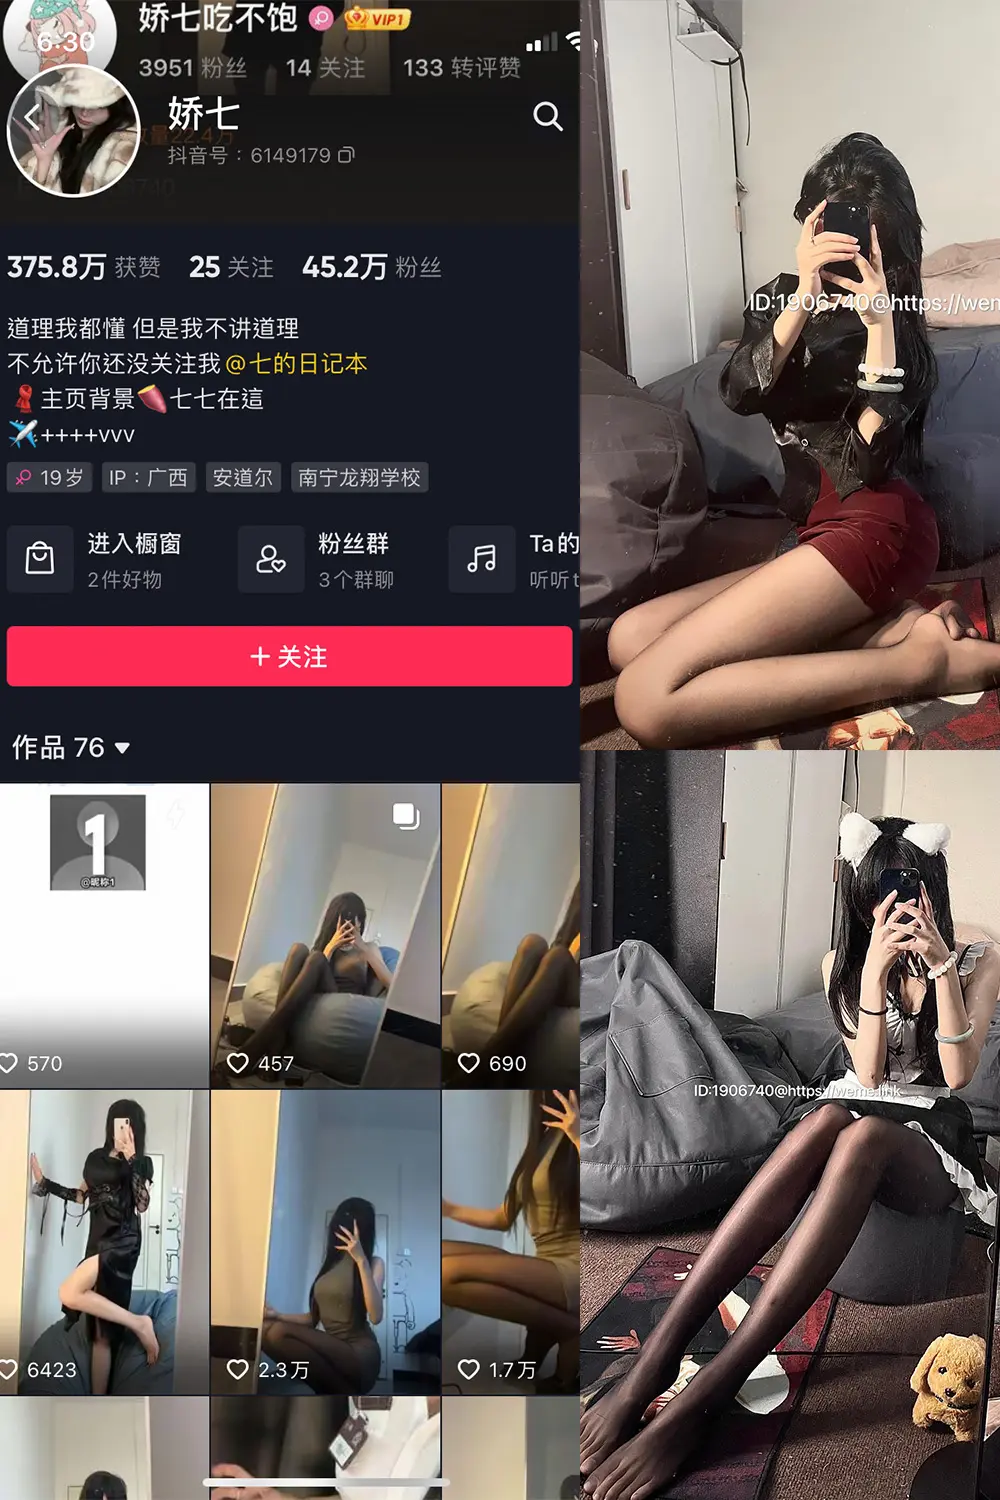 娇七吃不饱 VIP1
6:30
3951 粉丝 14 关注 133 转评赞
娇七
抖音号：6149179
375.8万 获赞 25 关注 45.2万 粉丝
道理我都懂 但是我不讲道理
不允许你还没关注我 @七的日记本
主页背景 七七在這
++++vvv
19岁 IP：广西 安道尔 南宁龙翔学校
进入橱窗
2件好物
粉丝群
3个群聊
Ta的
听听t
+ 关注
作品 76
1
@昵称1
570
457
690
6423
2.3万
1.7万
ID:1906740@https://wem
ID:1906740@https://weme.link